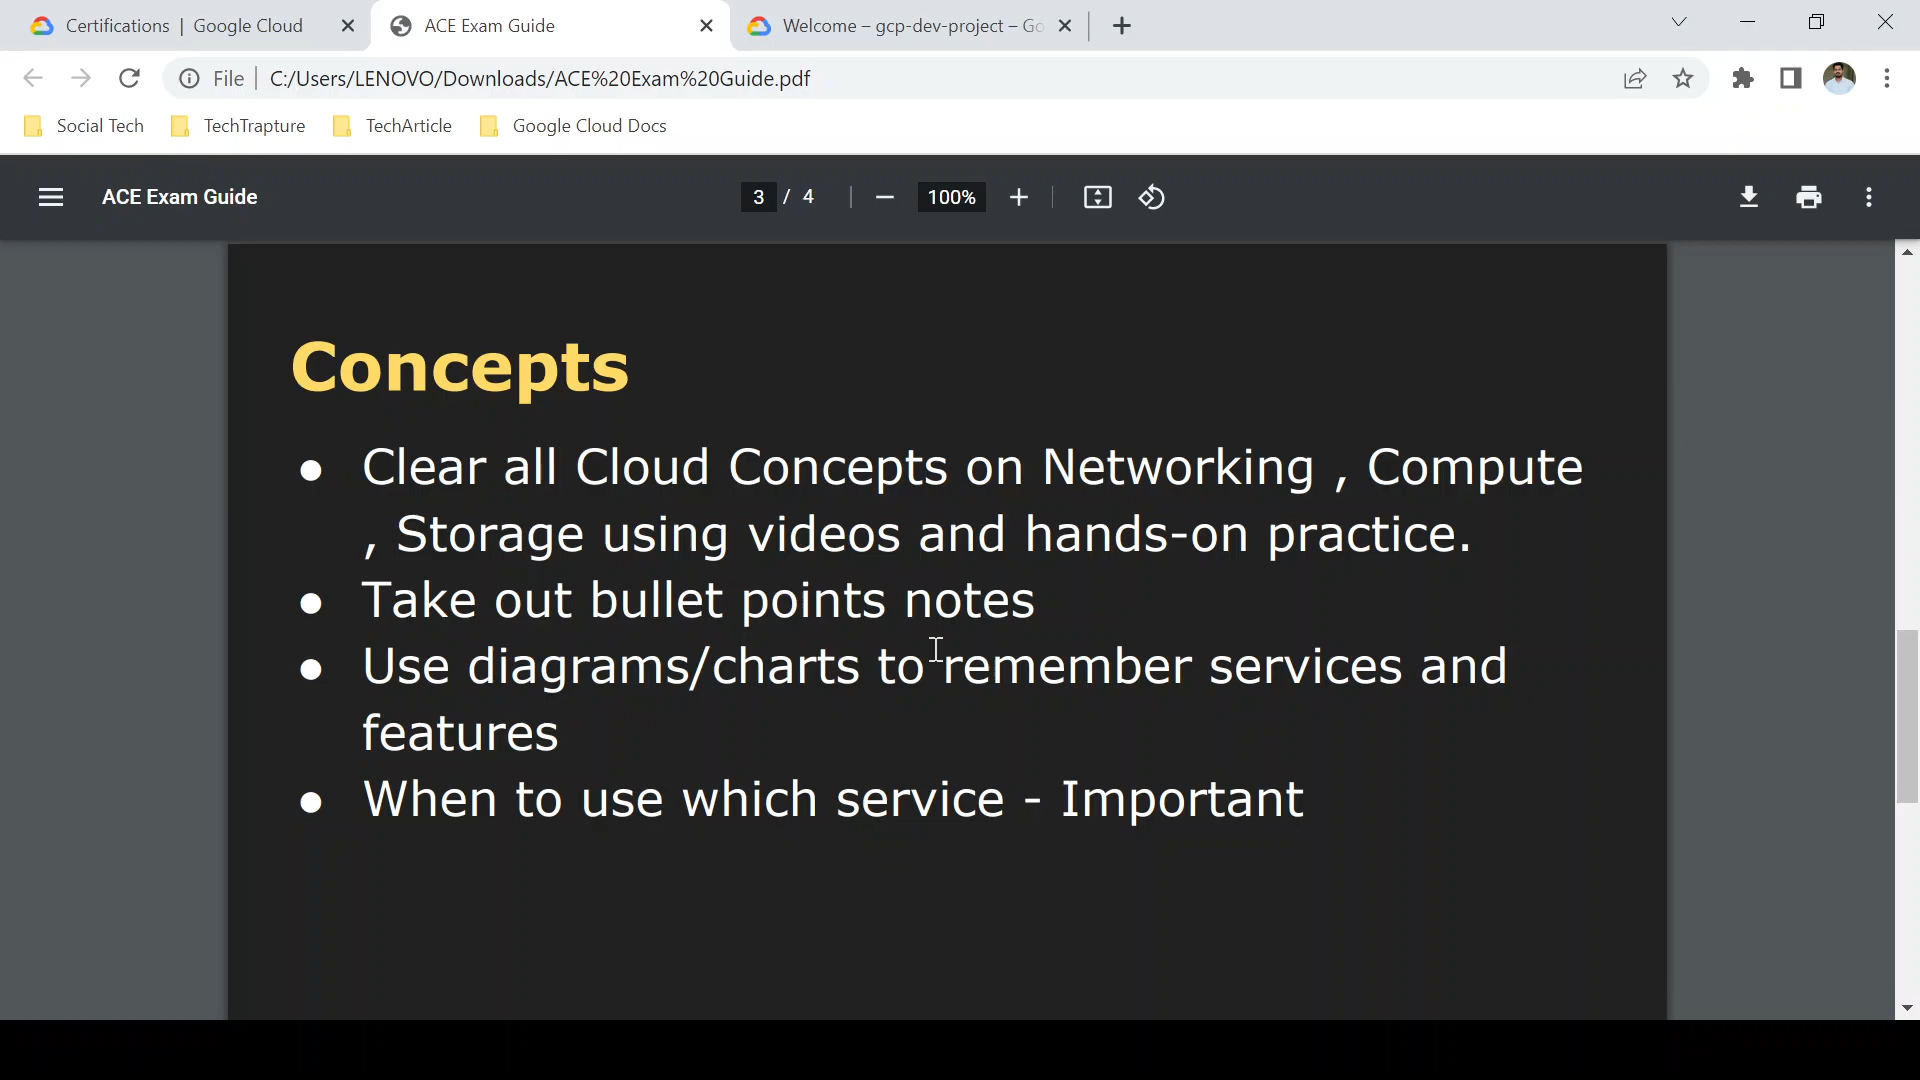 Certifications | Google Cloud
ACE Exam Guide
Welcome – gcp-dev-project – Go
File
C:/Users/LENOVO/Downloads/ACE%20Exam%20Guide.pdf
Social Tech
TechTrapture
TechArticle
Google Cloud Docs
ACE Exam Guide
3 / 4
100%
Concepts
● Clear all Cloud Concepts on Networking , Compute
, Storage using videos and hands-on practice.
● Take out bullet points notes
● Use diagrams/charts to remember services and
features
● When to use which service - Important